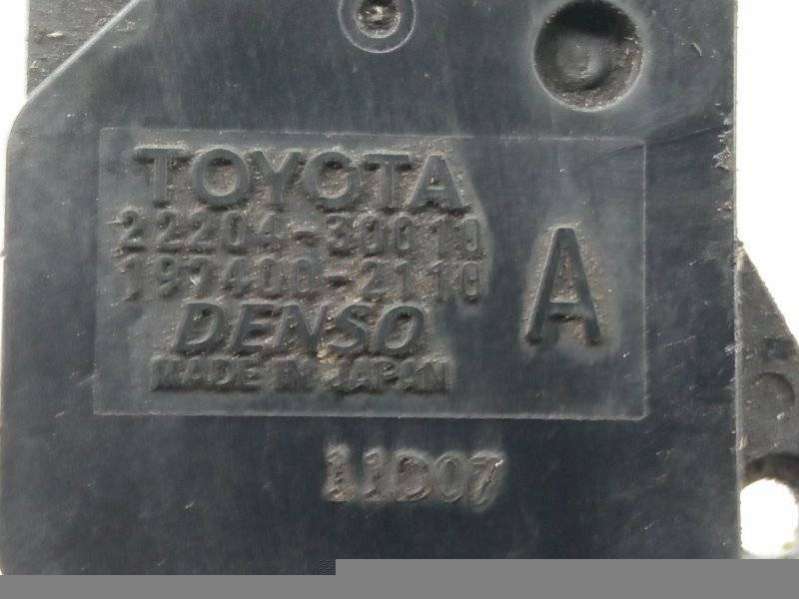 TOYOTA
22204-30010
197400-2110
DENSO
MADE IN JAPAN
A
11D07